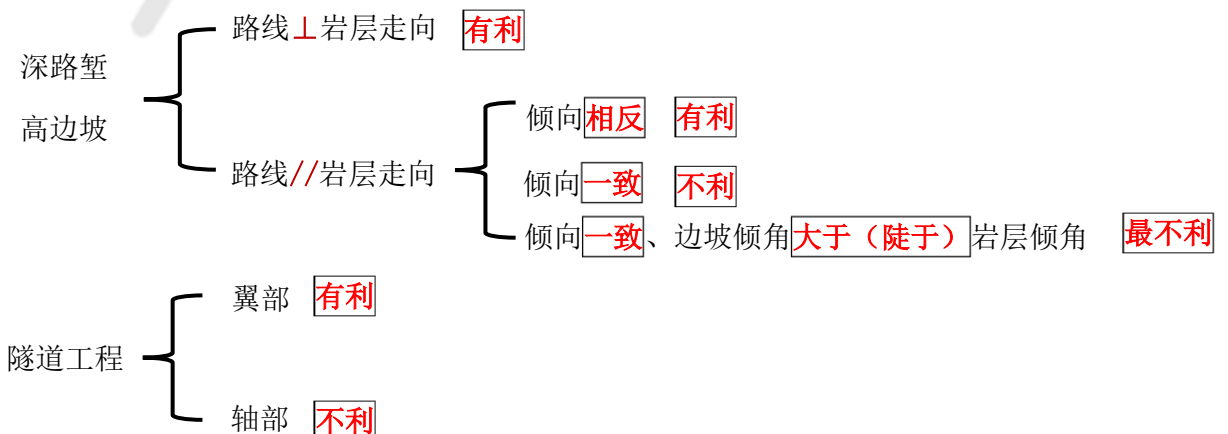 深路堑
高边坡
路线⊥岩层走向 有利
路线//岩层走向
倾向相反 有利
倾向一致 不利
倾向一致、边坡倾角大于（陡于）岩层倾角 最不利
隧道工程
翼部 有利
轴部 不利